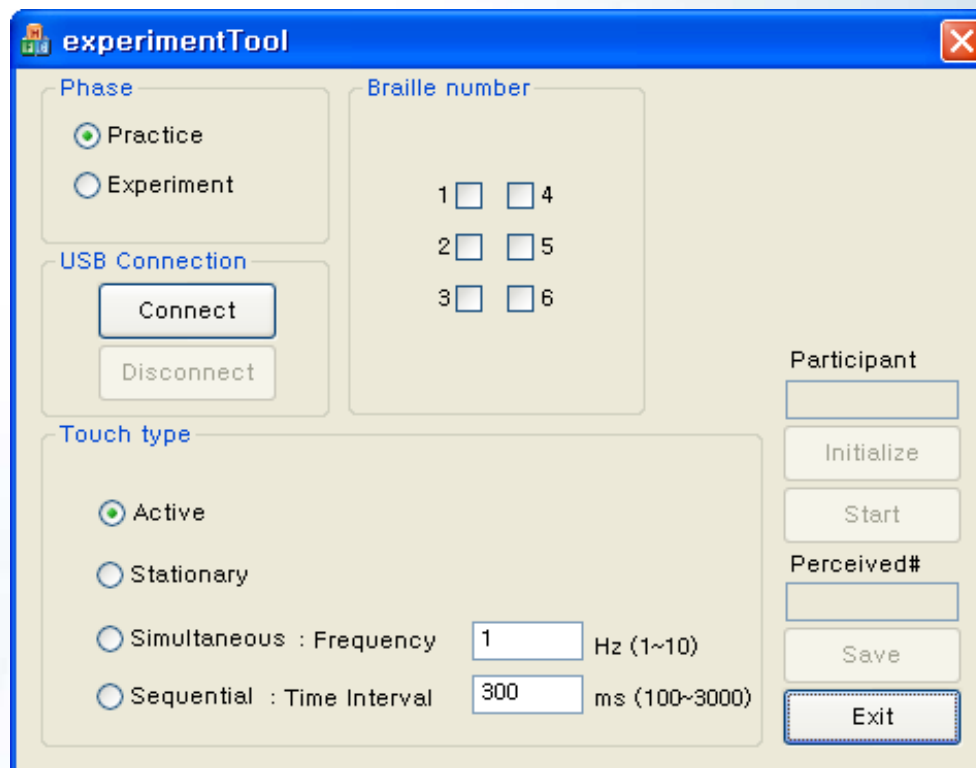 experimentTool
Phase
Practice
Experiment
USB Connection
Connect
Disconnect
Braille number
1 4
2 5
3 6
Touch type
Active
Stationary
Simultaneous : Frequency 1 Hz (1~10)
Sequential : Time Interval 300 ms (100~3000)
Participant
Initialize
Start
Perceived#
Save
Exit